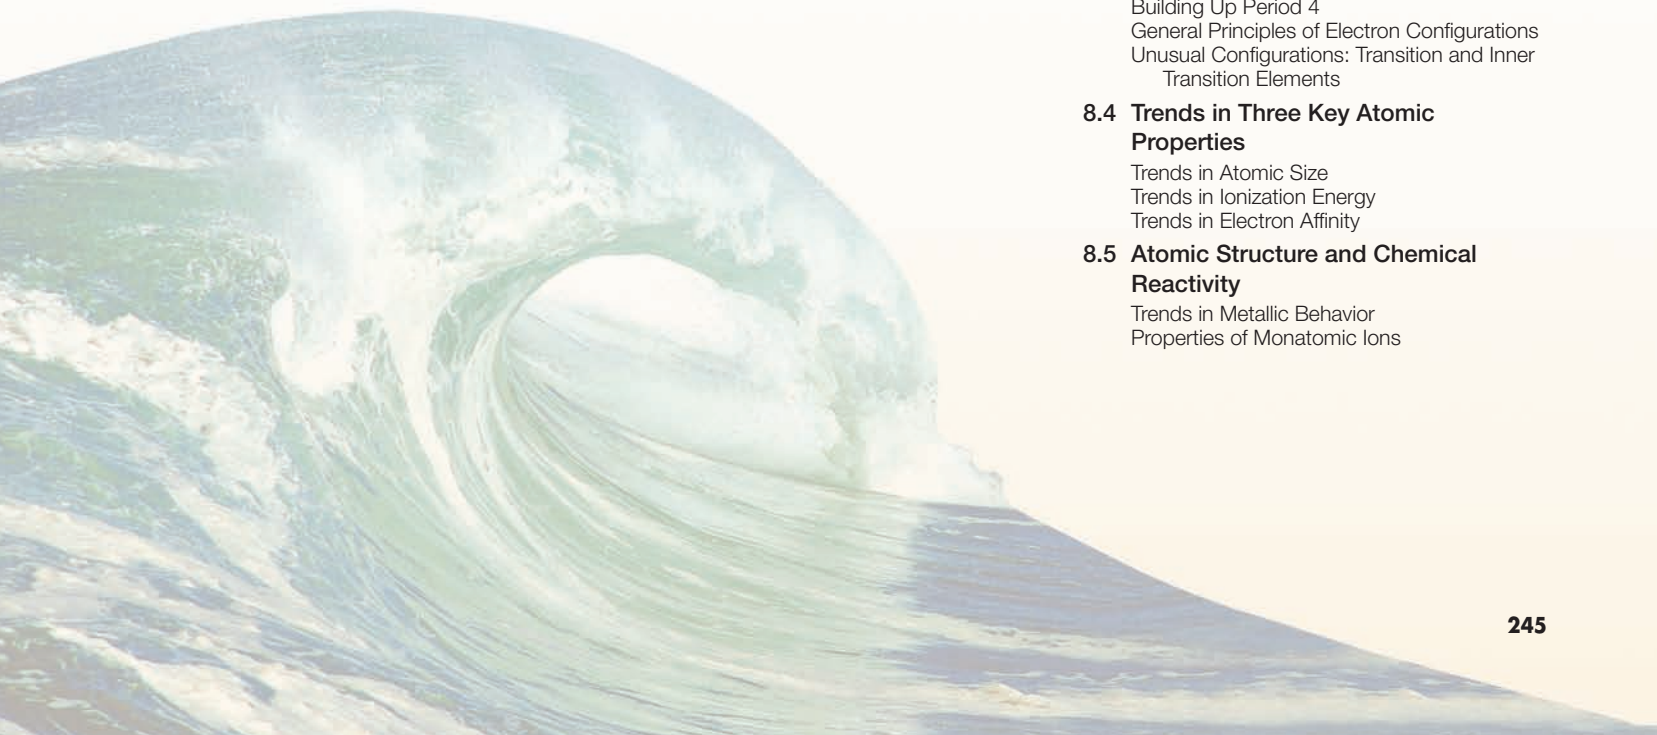 Building Up Period 4
General Principles of Electron Configurations
Unusual Configurations: Transition and Inner
Transition Elements
8.4 Trends in Three Key Atomic
Properties
Trends in Atomic Size
Trends in Ionization Energy
Trends in Electron Affinity
8.5 Atomic Structure and Chemical
Reactivity
Trends in Metallic Behavior
Properties of Monatomic Ions
245